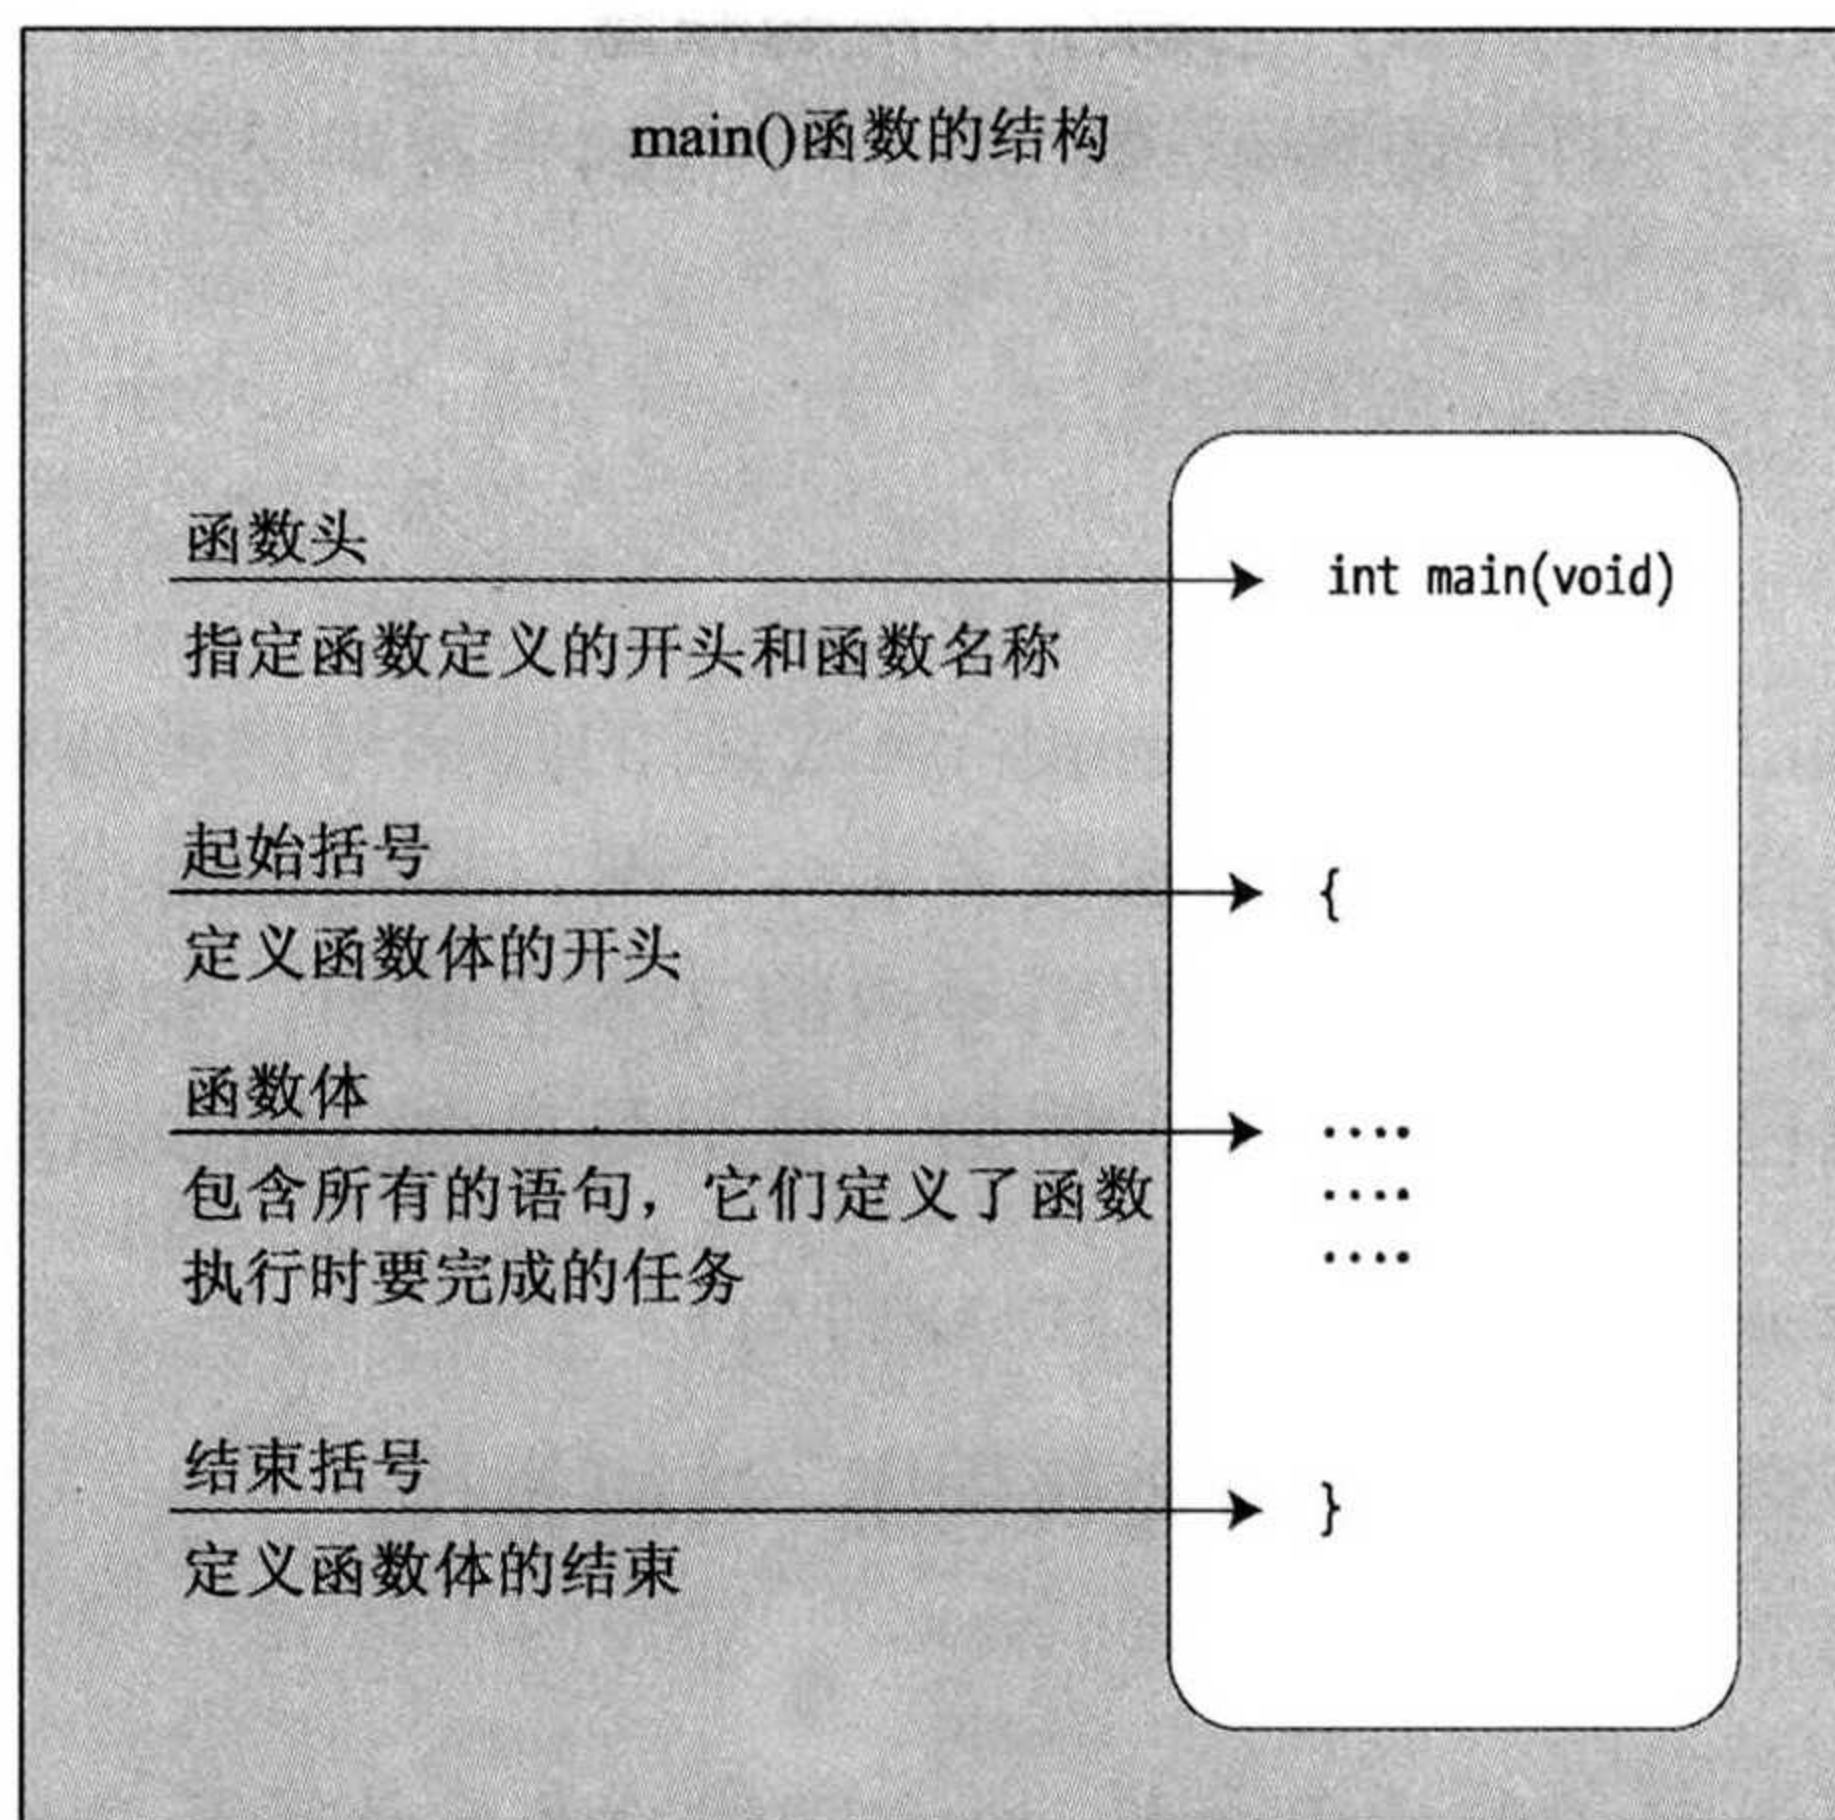 main()函数的结构
函数头
int main(void)
指定函数定义的开头和函数名称
起始括号
{
定义函数体的开头
函数体
....
包含所有的语句，它们定义了函数
....
执行时要完成的任务
....
结束括号
}
定义函数体的结束